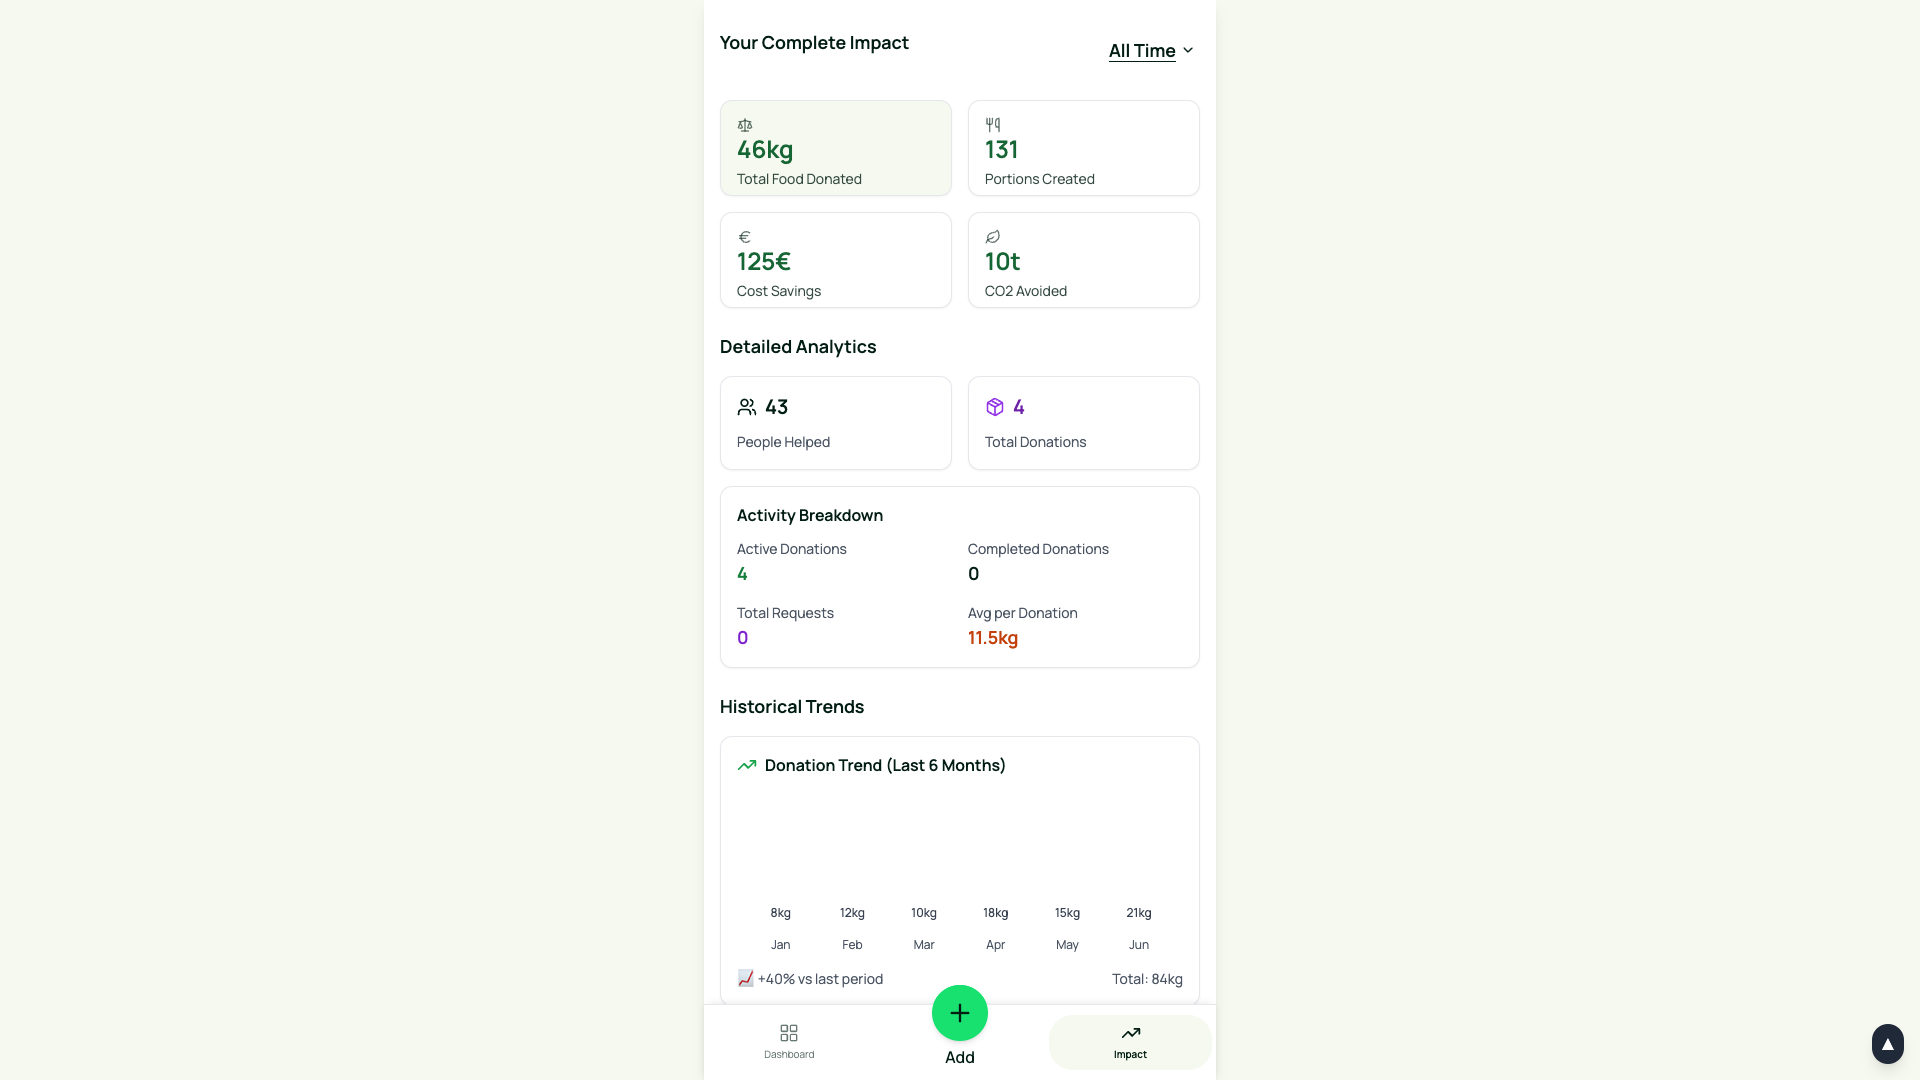 Your Complete Impact
All Time
46kg
Total Food Donated
131
Portions Created
125€
Cost Savings
10t
CO2 Avoided
Detailed Analytics
43
People Helped
4
Total Donations
Activity Breakdown
Active Donations
4
Completed Donations
0
Total Requests
0
Avg per Donation
11.5kg
Historical Trends
Donation Trend (Last 6 Months)
8kg 12kg 10kg 18kg 15kg 21kg
Jan Feb Mar Apr May Jun
+40% vs last period
Total: 84kg
Dashboard
Add
Impact